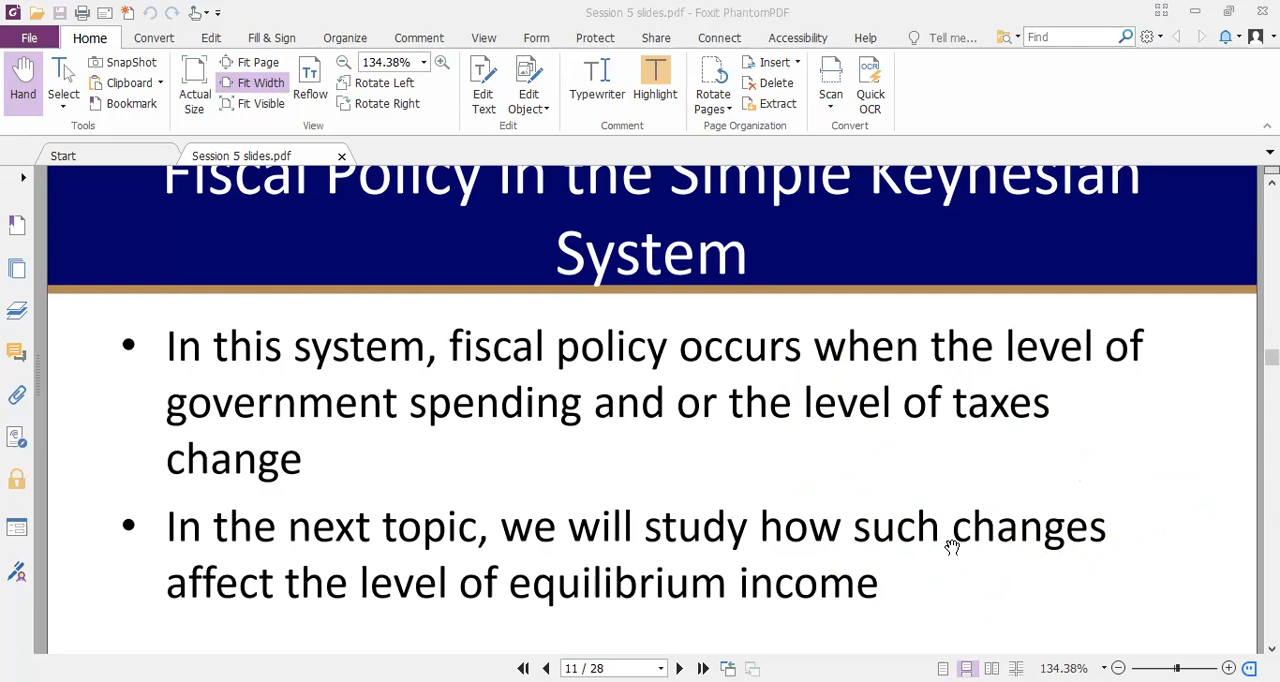 Session 5 slides.pdf - Foxit PhantomPDF
File Home Convert Edit Fill & Sign Organize Comment View Form Protect Share Connect Accessibility Help Tell me... Find
Hand
Select
SnapShot
Clipboard
Bookmark
Tools
Actual Size
Fit Page
Fit Width
Fit Visible
Reflow
134.38%
Rotate Left
Rotate Right
View
Edit Text
Edit Object
Edit
Typewriter
Highlight
Comment
Rotate Pages
Insert
Delete
Extract
Page Organization
Scan
Quick OCR
Convert
Start
Session 5 slides.pdf
Fiscal Policy in the Simple Keynesian
System
• In this system, fiscal policy occurs when the level of
government spending and or the level of taxes
change
• In the next topic, we will study how such changes
affect the level of equilibrium income
11 / 28
134.38%